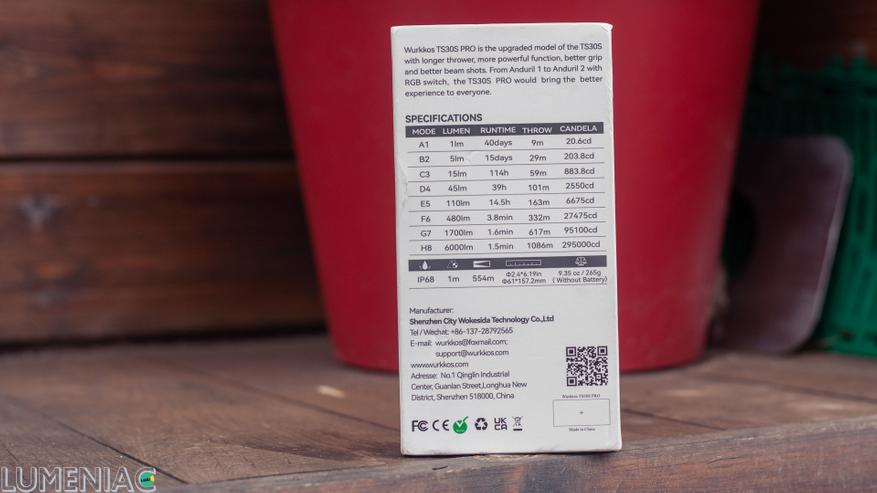 Wurkkos TS30S PRO is the upgraded model of the TS30S
with longer thrower, more powerful function, better grip
and better beam shots. From Anduril 1 to Anduril 2 with
RGB switch, the TS30S PRO would bring the better
experience to everyone.
SPECIFICATIONS
MODE LUMEN RUNTIME THROW CANDELA
A1 1lm 40days 9m 20.6cd
B2 5lm 15days 29m 203.8cd
C3 15lm 114h 59m 883.8cd
D4 45lm 39h 101m 2550cd
E5 110lm 14.5h 163m 6675cd
F6 480lm 3.8min 332m 27475cd
G7 1700lm 1.6min 617m 95100cd
H8 6000lm 1.5min 1086m 295000cd
IP68 1m 554m Φ2.4*6.19in Φ61*157.2mm 9.35 oz / 265g ( Without Battery)
Manufacturer:
Shenzhen City Wokesida Technology Co.,Ltd
Tel / Wechat: +86-137-28792565
E-mail: wurkkos@foxmail.com;
support@wurkkos.com
www.wurkkos.com
Adresse: No.1 Qinglin Industrial
Center, Guanlan Street,Longhua New
District, Shenzhen 518000, China
Wurkkos TS30S PRO
Made in China
FC CE UK CA
LUMENIAC